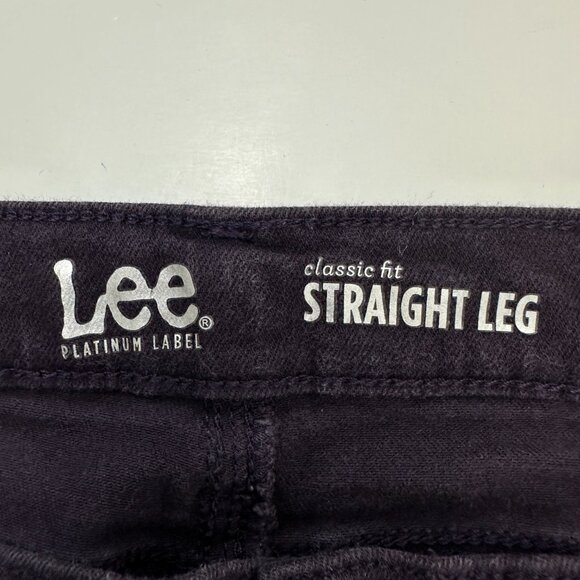 Lee®
PLATINUM LABEL
classic fit
STRAIGHT LEG